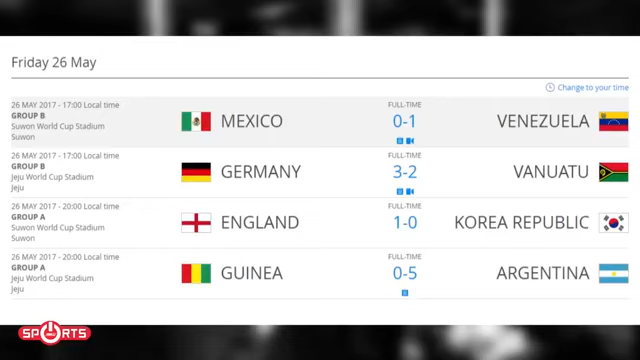 Friday 26 May
Change to your time
26 MAY 2017 - 17:00 Local time
GROUP B
Suwon World Cup Stadium
Suwon
MEXICO
FULL-TIME
0-1
VENEZUELA
26 MAY 2017 - 17:00 Local time
GROUP B
Jeju World Cup Stadium
Jeju
GERMANY
FULL-TIME
3-2
VANUATU
26 MAY 2017 - 20:00 Local time
GROUP A
Suwon World Cup Stadium
Suwon
ENGLAND
FULL-TIME
1-0
KOREA REPUBLIC
26 MAY 2017 - 20:00 Local time
GROUP A
Jeju World Cup Stadium
Jeju
GUINEA
FULL-TIME
0-5
ARGENTINA
SPORTS